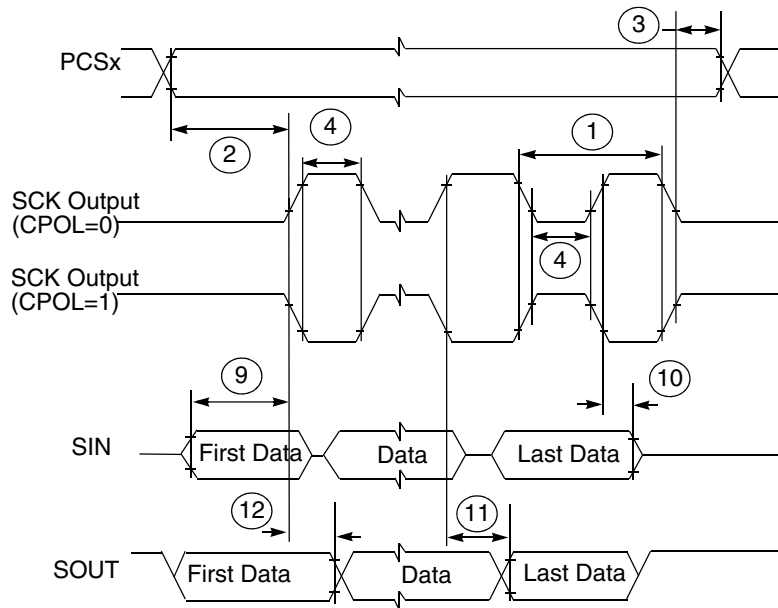 3
PCSx
2
4
1
SCK Output
(CPOL=0)
4
SCK Output
(CPOL=1)
9
10
SIN
First Data
Data
Last Data
12
11
SOUT
First Data
Data
Last Data